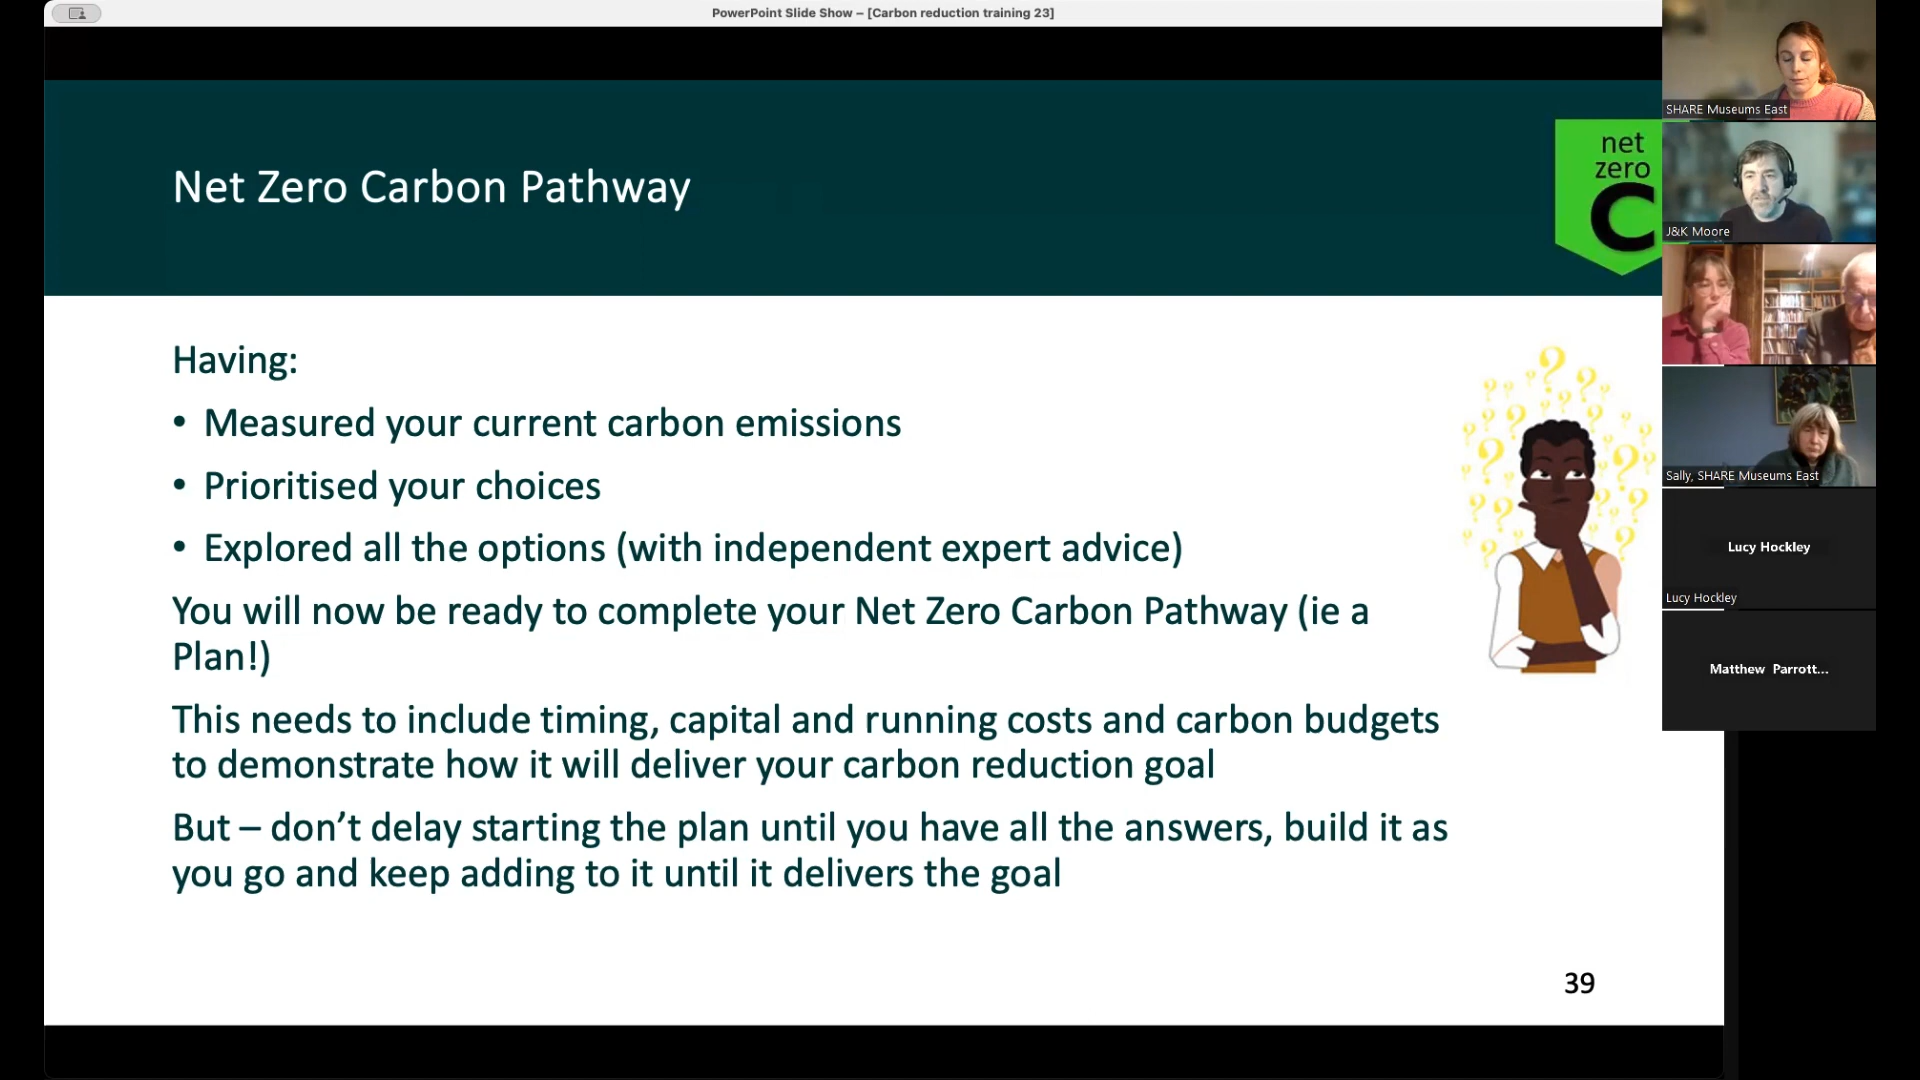 PowerPoint Slide Show – [Carbon reduction training 23]
Net Zero Carbon Pathway
net
zero
C
Having:
• Measured your current carbon emissions
• Prioritised your choices
• Explored all the options (with independent expert advice)
You will now be ready to complete your Net Zero Carbon Pathway (ie a
Plan!)
This needs to include timing, capital and running costs and carbon budgets
to demonstrate how it will deliver your carbon reduction goal
But – don’t delay starting the plan until you have all the answers, build it as
you go and keep adding to it until it delivers the goal
39
SHARE Museums East
J&K Moore
Sally, SHARE Museums East
Lucy Hockley
Lucy Hockley
Matthew Parrott...